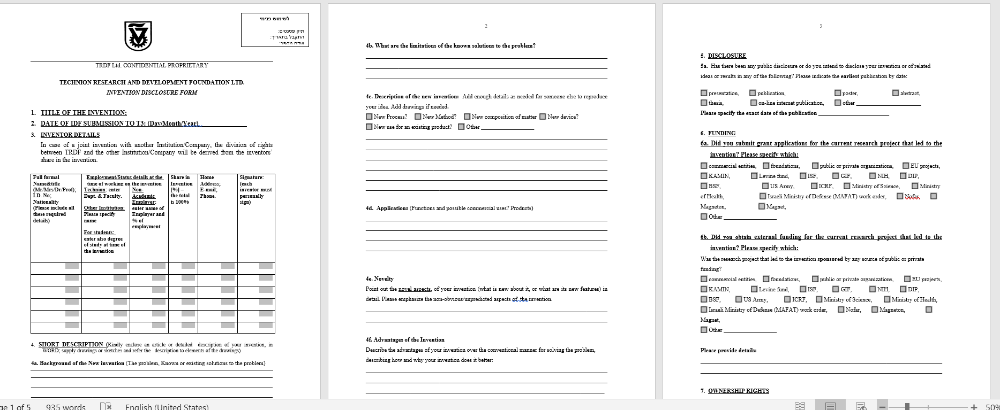 לשימוש פנימי
תיק פטנטים:
התקבל בתאריך:
TRDF Ltd. CONFIDENTIAL PROPRIETARY
TECHNION RESEARCH AND DEVELOPMENT FOUNDATION LTD.
INVENTION DISCLOSURE FORM
1. TITLE OF THE INVENTION:
2. DATE OF IDF SUBMISSION TO T3: (Day/Month/Year)
3. INVENTOR DETAILS
In case of a joint invention with another Institution/Company, the division of rights
between TRDF and the other Institution/Company will be derived from the inventors'
share in the invention.
Full formal
Name&title
(Mr/Mrs/Dr/Prof);
I.D. No;
Nationality
(Please include all
these required
details)
Employment/Status details at the
time of working on the invention
Technion: enter
Dept. & Faculty.
Other Institution:
Please specify
name
For students:
enter also degree
of study at time of
the invention
Non-
Academic
Employer:
enter name of
Employer and
% of
employment
Share in
Invention
[%] –
the total
is 100%
Home
Address;
E-mail;
Phone.
Signature:
(each
inventor must
personally
sign)
4. SHORT DESCRIPTION (Kindly enclose an article or detailed description of your invention, in
WORD; supply drawings or sketches and refer the description to elements of the drawings)
4a. Background of the New invention (The problem, Known or existing solutions to the problem)
2
4b. What are the limitations of the known solutions to the problem?
4c. Description of the new invention: Add enough details as needed for someone else to reproduce
your idea. Add drawings if needed.
New Process? New Method? New composition of matter New device?
New use for an existing product? Other
4d. Applications (Functions and possible commercial uses? Products)
4e. Novelty
Point out the novel aspects, of your invention (what is new about it, or what are its new features) in
detail. Please emphasize the non-obvious/unpredicted aspects of the invention.
4f. Advantages of the Invention
Describe the advantages of your invention over the conventional manner for solving the problem,
describing how and why your invention does it better:
3
5. DISCLOSURE
5a. Has there been any public disclosure or do you intend to disclose your invention or of related
ideas or results in any of the following? Please indicate the earliest publication by date:
presentation, publication, poster, abstract,
thesis, on-line internet publication, other
Please specify the exact date of the publication
6. FUNDING
6a. Did you submit grant applications for the current research project that led to the
invention? Please specify which:
commercial entities, foundations, public or private organizations, EU projects,
KAMIN, Levine fund, ISF, GIF, NIH, DIP,
BSF, US Army, ICRF, Ministry of Science, Ministry
of Health, Israeli Ministry of Defense (MAFAT) work order, Nofar,
Magneton, Magnet,
Other
6b. Did you obtain external funding for the current research project that led to the
invention? Please specify which:
Was the research project that led to the invention sponsored by any source of public or private
funding?
commercial entities, foundations, public or private organizations, EU projects,
KAMIN, Levine fund, ISF, GIF, NIH, DIP,
BSF, US Army, ICRF, Ministry of Science, Ministry of Health,
Israeli Ministry of Defense (MAFAT) work order, Nofar, Magneton,
Magnet,
Other
Please provide details:
7. OWNERSHIP RIGHTS
1 of 5 935 words English (United States) 50%